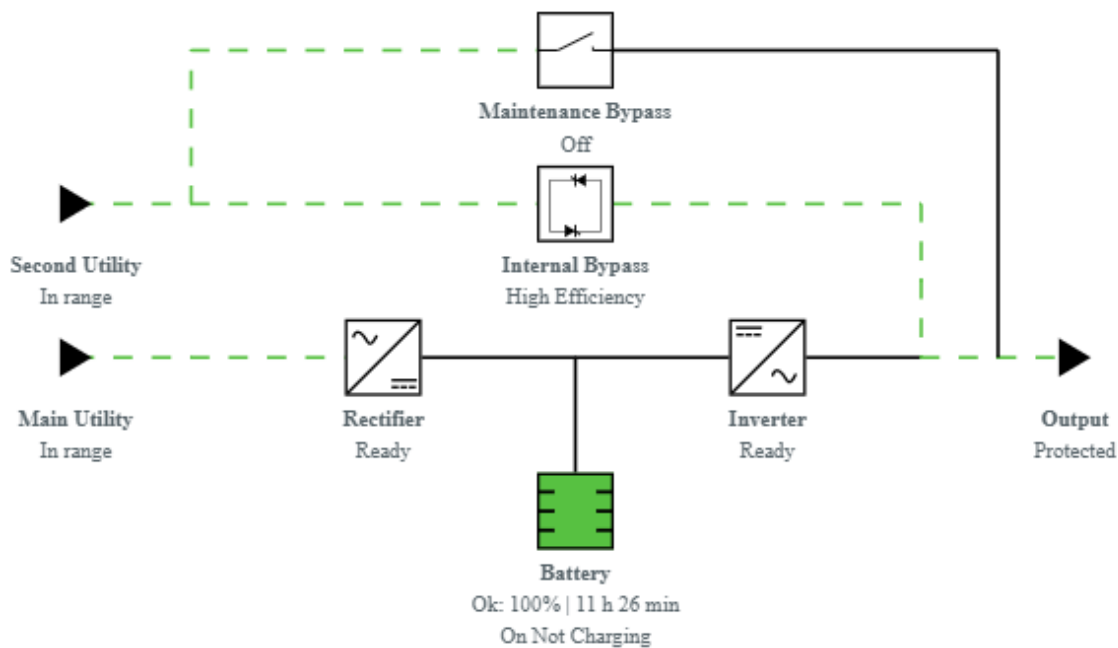 Maintenance Bypass
Off
Second Utility
In range
Internal Bypass
High Efficiency
Main Utility
In range
Rectifier
Ready
Inverter
Ready
Output
Protected
Battery
Ok: 100% | 11 h 26 min
On Not Charging